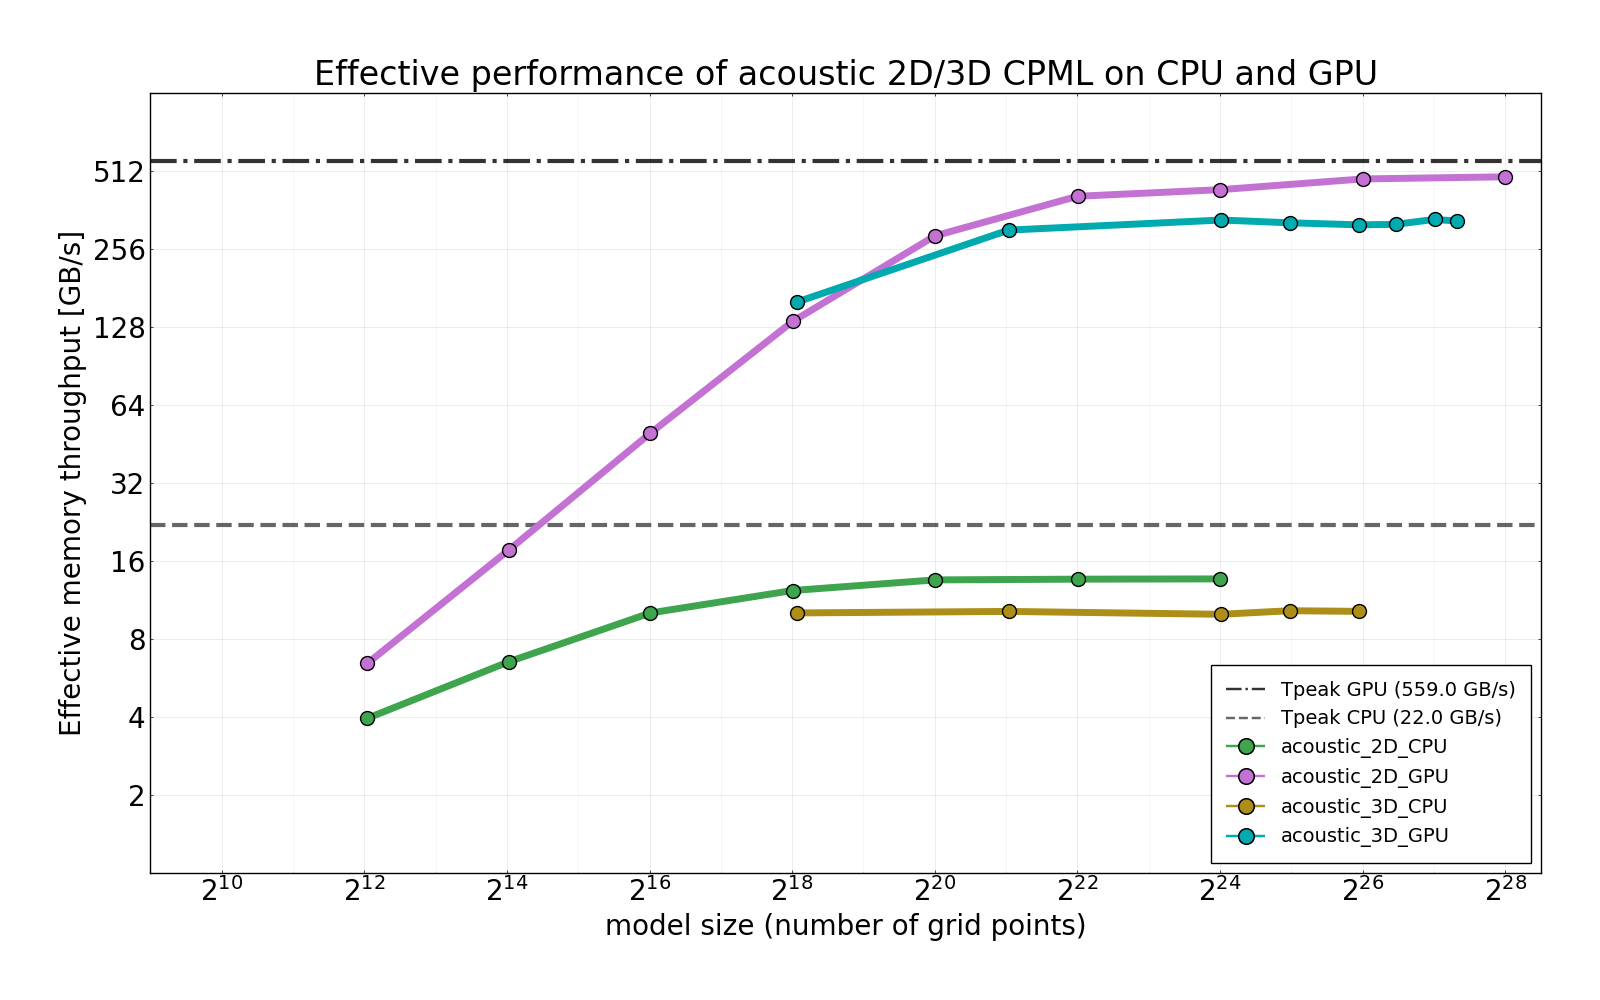 Effective performance of acoustic 2D/3D CPML on CPU and GPU
Effective memory throughput [GB/s]
512
256
128
64
32
16
8
4
2
2^10 2^12 2^14 2^16 2^18 2^20 2^22 2^24 2^26 2^28
model size (number of grid points)
Tpeak GPU (559.0 GB/s)
Tpeak CPU (22.0 GB/s)
acoustic_2D_CPU
acoustic_2D_GPU
acoustic_3D_CPU
acoustic_3D_GPU